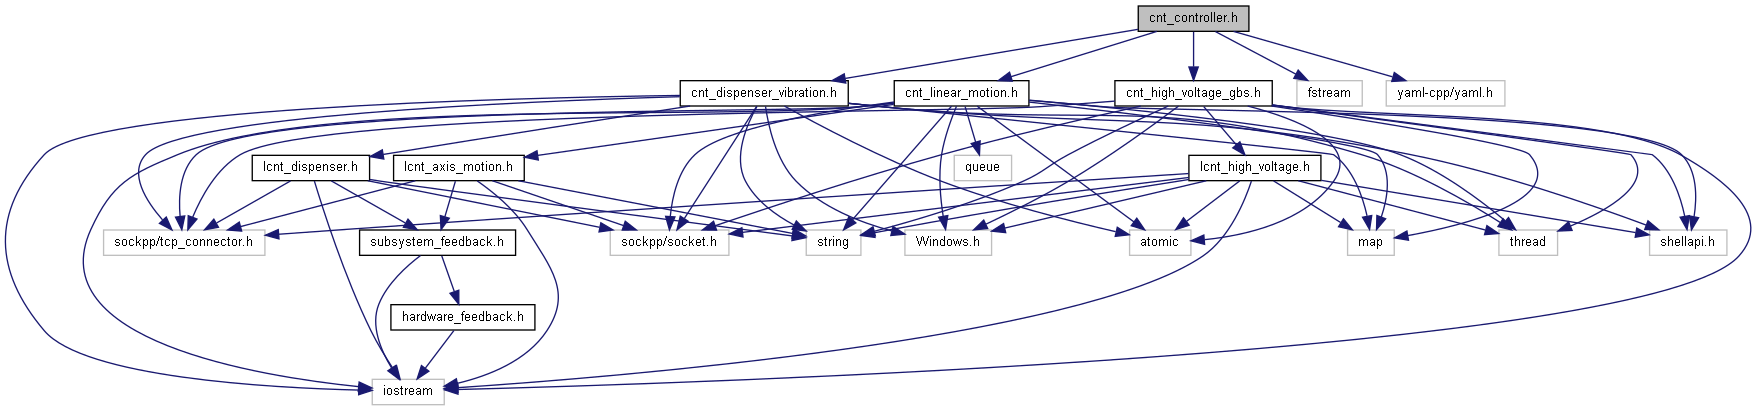 cnt_controller.h
cnt_dispenser_vibration.h
cnt_linear_motion.h
cnt_high_voltage_gbs.h
fstream
yaml-cpp/yaml.h
lcnt_dispenser.h
lcnt_axis_motion.h
queue
lcnt_high_voltage.h
sockpp/tcp_connector.h
subsystem_feedback.h
sockpp/socket.h
string
Windows.h
atomic
map
thread
shellapi.h
hardware_feedback.h
iostream